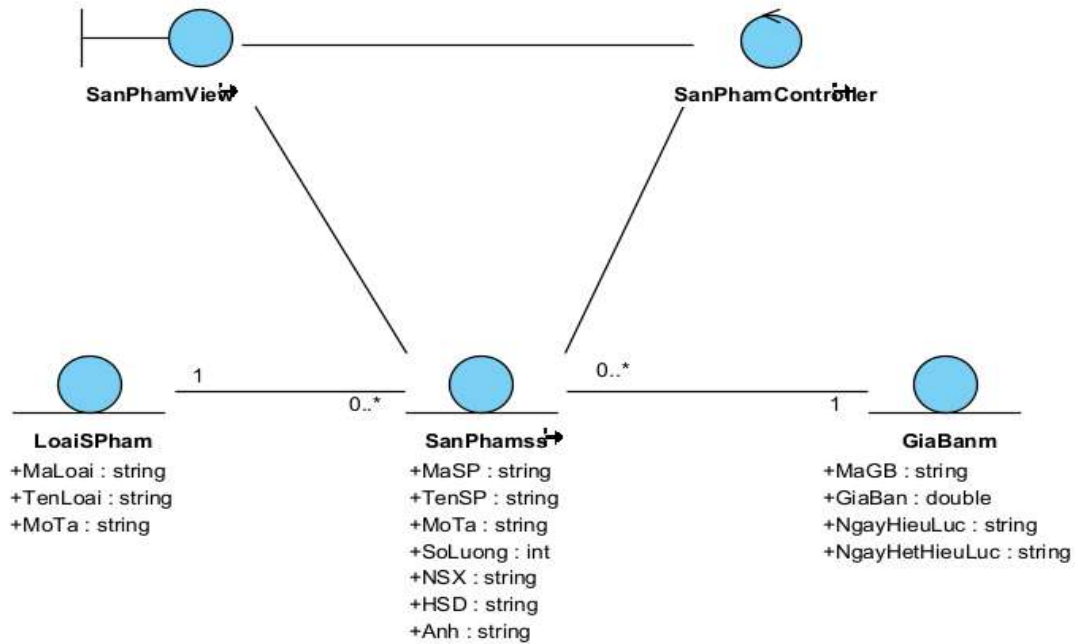 SanPhamView
SanPhamController
1
0..*
0..*
1
LoaiSPham
+MaLoai : string
+TenLoai : string
+MoTa : string
SanPhamss
+MaSP : string
+TenSP : string
+MoTa : string
+SoLuong : int
+NSX : string
+HSD : string
+Anh : string
GiaBanm
+MaGB : string
+GiaBan : double
+NgayHieuLuc : string
+NgayHetHieuLuc : string